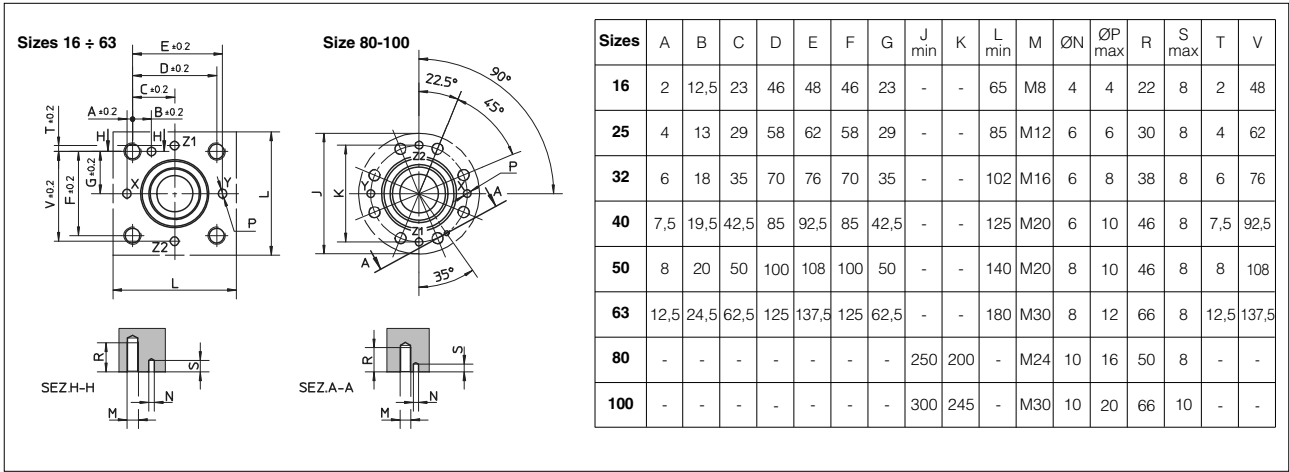 Sizes 16 ÷ 63
E ±0.2
D ±0.2
C ±0.2
A ±0.2
B ±0.2
T ±0.2
H
H
Z1
G ±0.2
F ±0.2
V ±0.2
X
Y
L
P
Z2
L
R
S
SEZ.H-H
N
M
Size 80-100
90°
22.5°
45°
Z2
P
J
K
Y
X
A
Z1
A
35°
R
S
SEZ.A-A
N
M
Sizes A B C D E F G J min K L min M ØN ØP max R S max T V
16 2 12,5 23 46 48 46 23 - - 65 M8 4 4 22 8 2 48
25 4 13 29 58 62 58 29 - - 85 M12 6 6 30 8 4 62
32 6 18 35 70 76 70 35 - - 102 M16 6 8 38 8 6 76
40 7,5 19,5 42,5 85 92,5 85 42,5 - - 125 M20 6 10 46 8 7,5 92,5
50 8 20 50 100 108 100 50 - - 140 M20 8 10 46 8 8 108
63 12,5 24,5 62,5 125 137,5 125 62,5 - - 180 M30 8 12 66 8 12,5 137,5
80 - - - - - - - 250 200 - M24 10 16 50 8 - -
100 - - - - - - - 300 245 - M30 10 20 66 10 - -